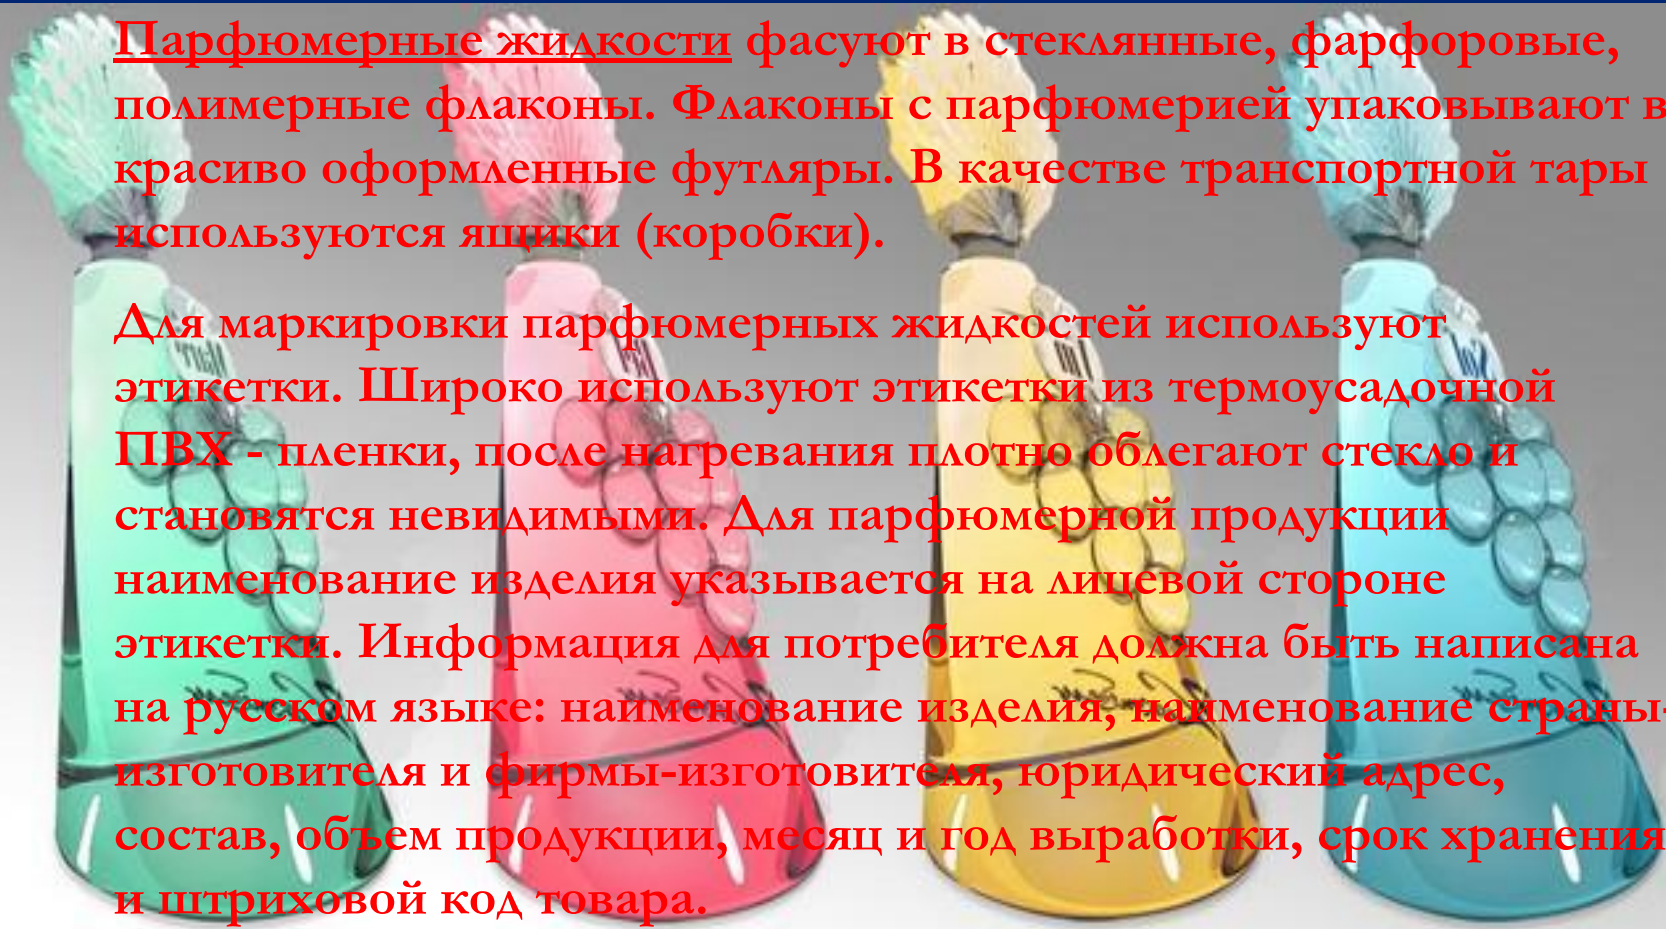 Парфюмерные жидкости фасуют в стеклянные, фарфоровые,
полимерные флаконы. Флаконы с парфюмерией упаковывают в
красиво оформленные футляры. В качестве транспортной тары
используются ящики (коробки).
Для маркировки парфюмерных жидкостей используют
этикетки. Широко используют этикетки из термоусадочной
ПВХ - пленки, после нагревания плотно облегают стекло и
становятся невидимыми. Для парфюмерной продукции
наименование изделия указывается на лицевой стороне
этикетки. Информация для потребителя должна быть написана
на русском языке: наименование изделия, наименование страны-
изготовителя и фирмы-изготовителя, юридический адрес,
состав, объем продукции, месяц и год выработки, срок хранения
и штриховой код товара.